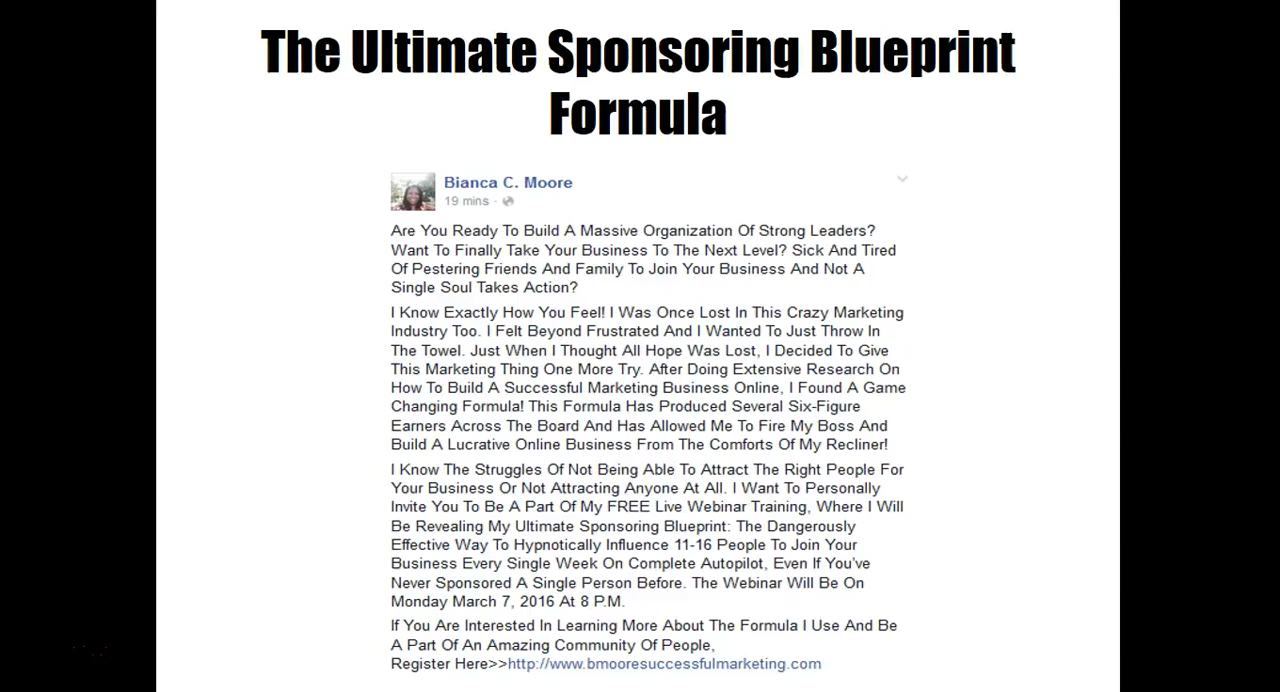 The Ultimate Sponsoring Blueprint
Formula
Bianca C. Moore
19 mins ·
Are You Ready To Build A Massive Organization Of Strong Leaders?
Want To Finally Take Your Business To The Next Level? Sick And Tired
Of Pestering Friends And Family To Join Your Business And Not A
Single Soul Takes Action?
I Know Exactly How You Feel! I Was Once Lost In This Crazy Marketing
Industry Too. I Felt Beyond Frustrated And I Wanted To Just Throw In
The Towel. Just When I Thought All Hope Was Lost, I Decided To Give
This Marketing Thing One More Try. After Doing Extensive Research On
How To Build A Successful Marketing Business Online, I Found A Game
Changing Formula! This Formula Has Produced Several Six-Figure
Earners Across The Board And Has Allowed Me To Fire My Boss And
Build A Lucrative Online Business From The Comforts Of My Recliner!
I Know The Struggles Of Not Being Able To Attract The Right People For
Your Business Or Not Attracting Anyone At All. I Want To Personally
Invite You To Be A Part Of My FREE Live Webinar Training, Where I Will
Be Revealing My Ultimate Sponsoring Blueprint: The Dangerously
Effective Way To Hypnotically Influence 11-16 People To Join Your
Business Every Single Week On Complete Autopilot, Even If You've
Never Sponsored A Single Person Before. The Webinar Will Be On
Monday March 7, 2016 At 8 P.M.
If You Are Interested In Learning More About The Formula I Use And Be
A Part Of An Amazing Community Of People,
Register Here>>http://www.bmooresuccessfulmarketing.com